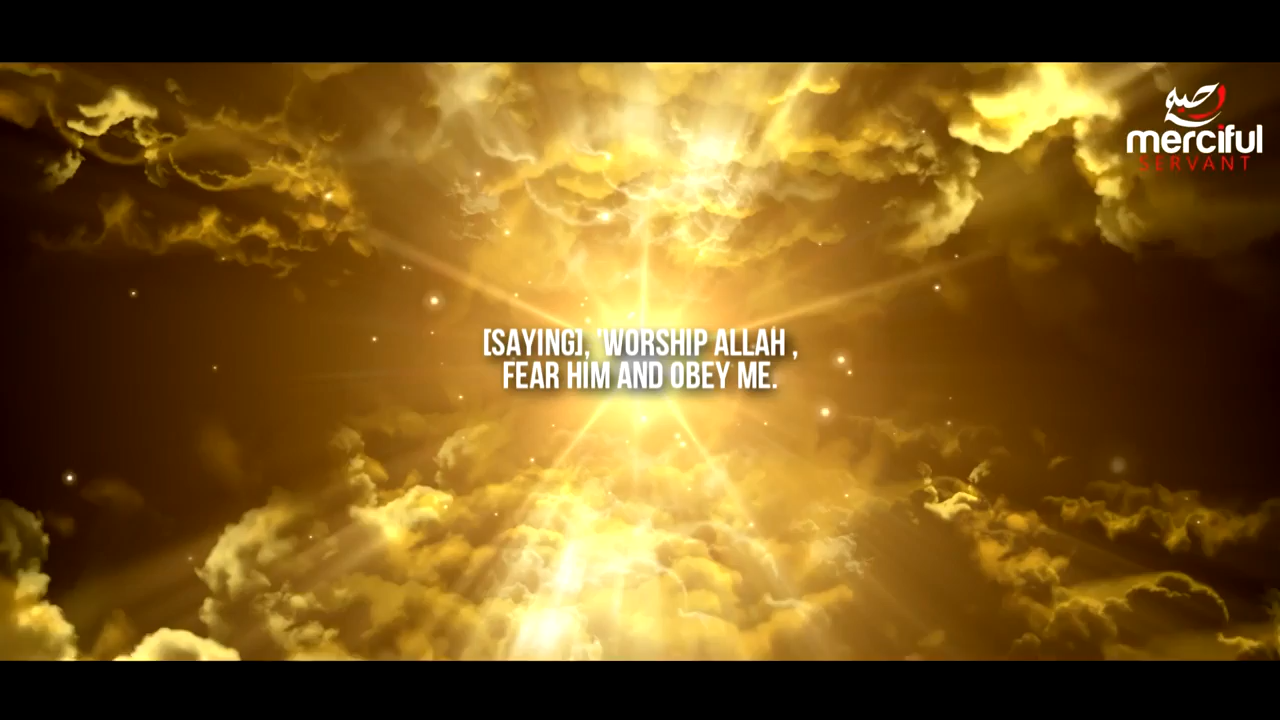 merciful
SERVANT
[SAYING], 'WORSHIP ALLAH ,
FEAR HIM AND OBEY ME.